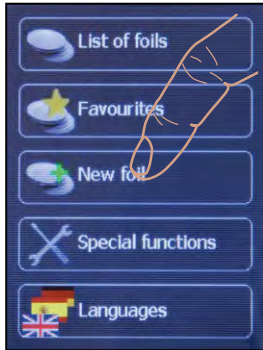 List of foils
Favourites
New foil
Special functions
Languages